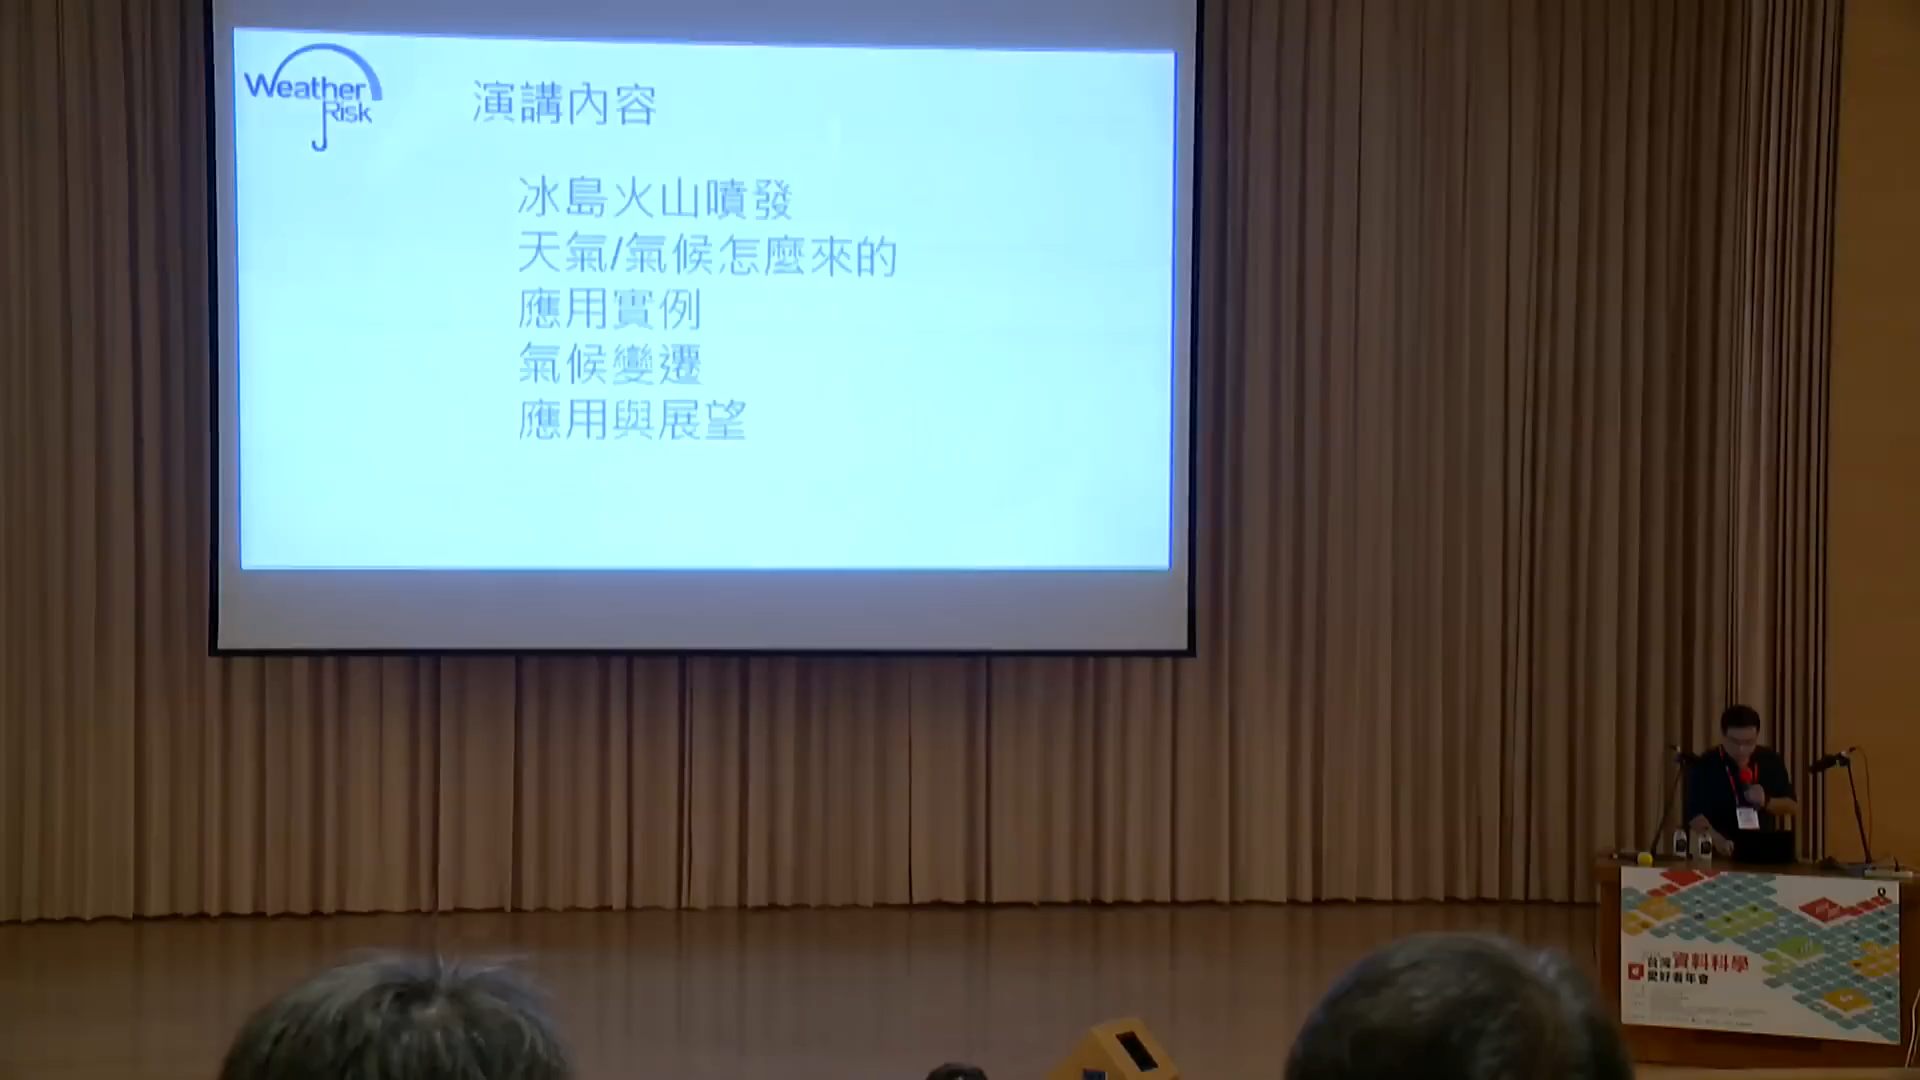 Weather
Risk
演講內容
冰島火山噴發
天氣/氣候怎麼來的
應用實例
氣候變遷
應用與展望
台灣資料科學
愛好者年會